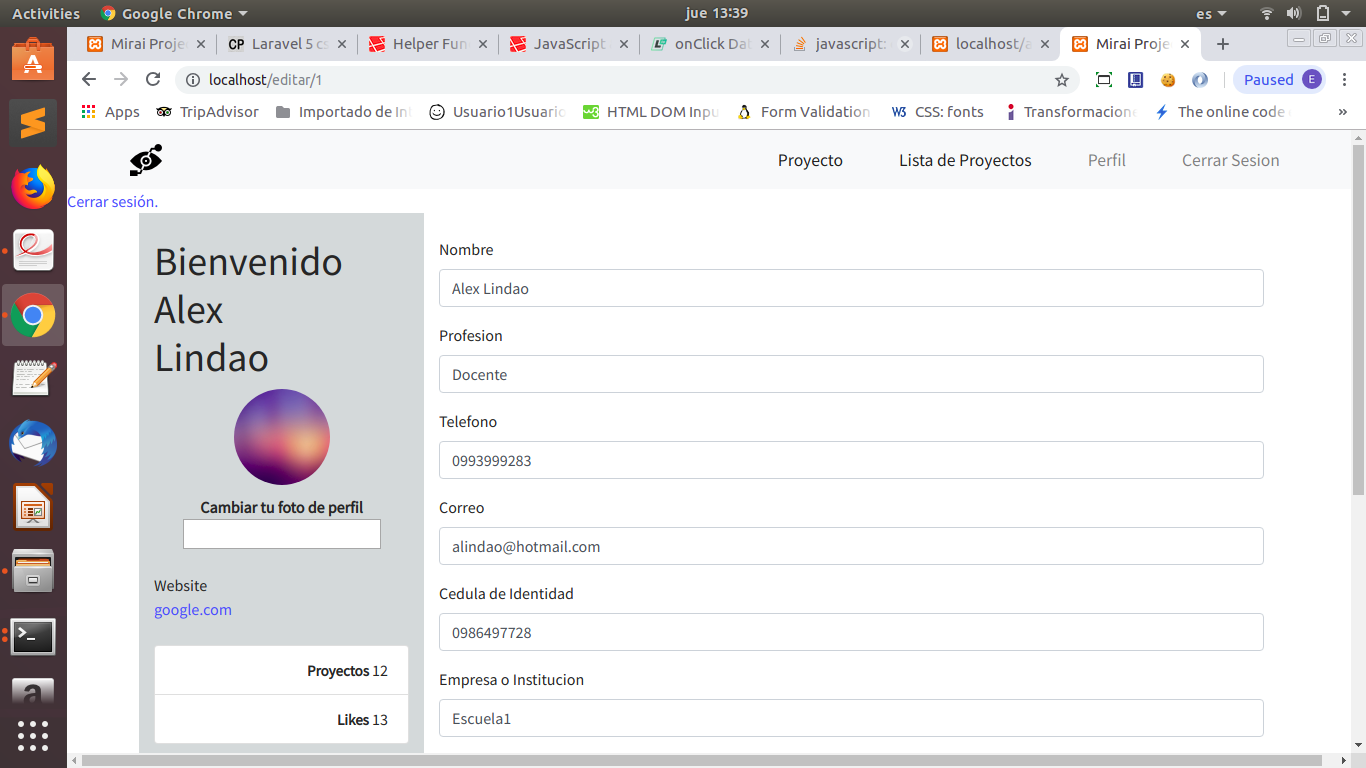 Activities Google Chrome jue 13:39 es
Mirai Proje Laravel 5 cs Helper Fun JavaScript onClick Dat javascript: localhost/a Mirai Proje
localhost/editar/1 Paused E
Apps TripAdvisor Importado de In Usuario1Usuario HTML DOM Inpu Form Validation CSS: fonts Transformacione The online code »
Proyecto Lista de Proyectos Perfil Cerrar Sesion
Cerrar sesión.
Bienvenido
Alex
Lindao
Cambiar tu foto de perfil
Website
google.com
Proyectos 12
Likes 13
Nombre
Alex Lindao
Profesion
Docente
Telefono
0993999283
Correo
alindao@hotmail.com
Cedula de Identidad
0986497728
Empresa o Institucion
Escuela1